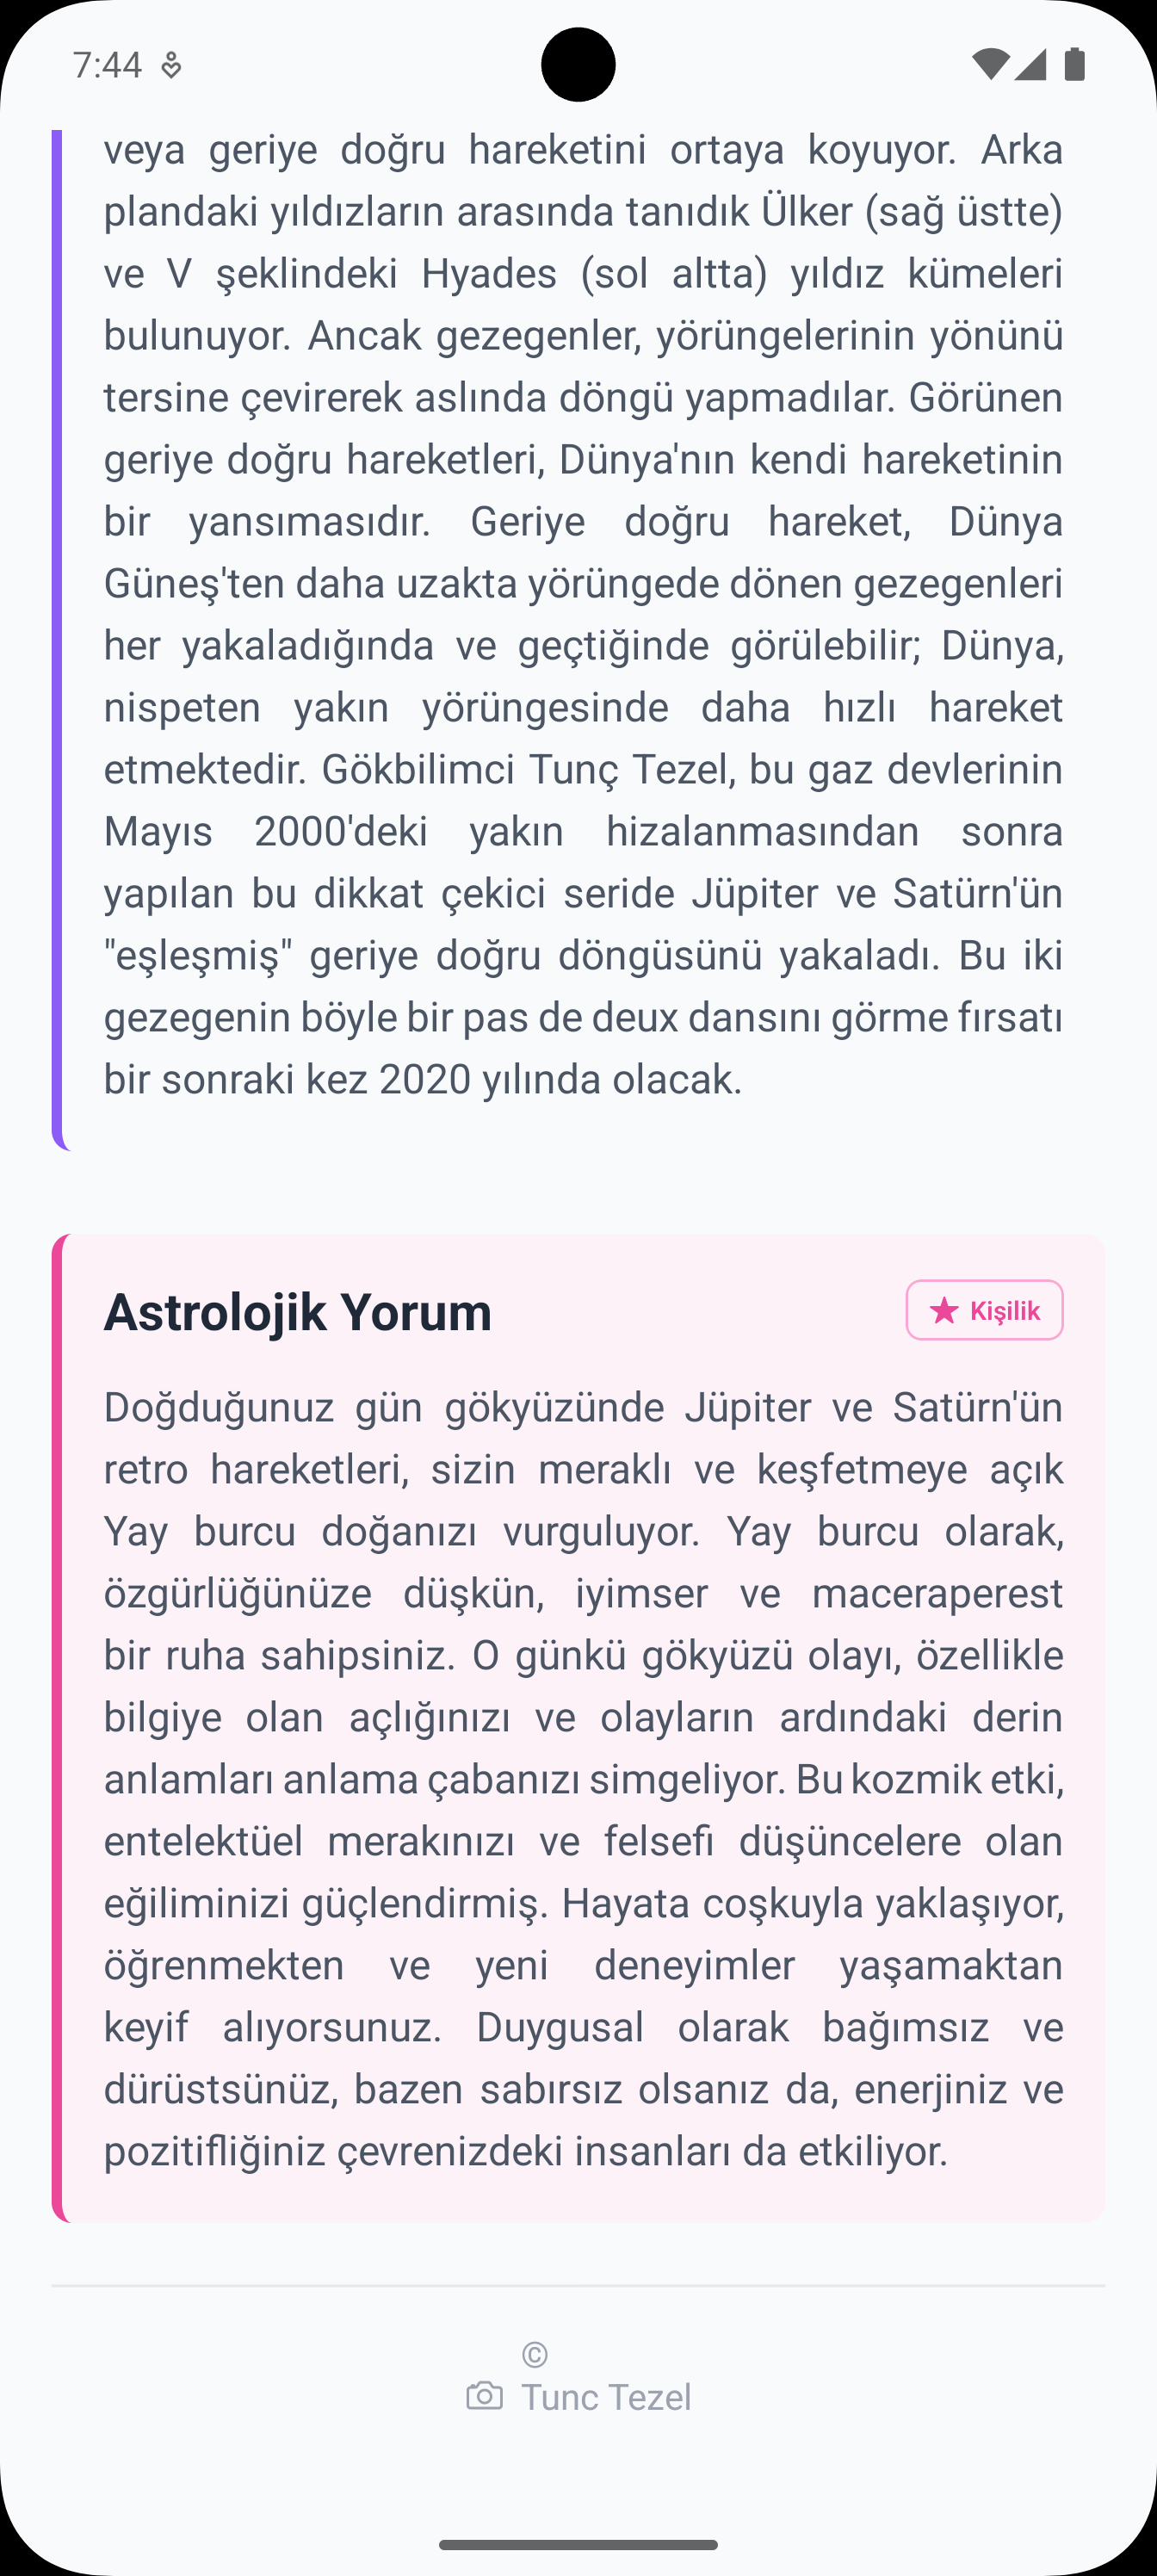 7:44
veya geriye doğru hareketini ortaya koyuyor. Arka
plandaki yıldızların arasında tanıdık Ülker (sağ üstte)
ve V şeklindeki Hyades (sol altta) yıldız kümeleri
bulunuyor. Ancak gezegenler, yörüngelerinin yönünü
tersine çevirerek aslında döngü yapmadılar. Görünen
geriye doğru hareketleri, Dünya'nın kendi hareketinin
bir yansımasıdır. Geriye doğru hareket, Dünya
Güneş'ten daha uzakta yörüngede dönen gezegenleri
her yakaladığında ve geçtiğinde görülebilir; Dünya,
nispeten yakın yörüngesinde daha hızlı hareket
etmektedir. Gökbilimci Tunç Tezel, bu gaz devlerinin
Mayıs 2000'deki yakın hizalanmasından sonra
yapılan bu dikkat çekici seride Jüpiter ve Satürn'ün
"eşleşmiş" geriye doğru döngüsünü yakaladı. Bu iki
gezegenin böyle bir pas de deux dansını görme fırsatı
bir sonraki kez 2020 yılında olacak.
Astrolojik Yorum
Kişilik
Doğduğunuz gün gökyüzünde Jüpiter ve Satürn'ün
retro hareketleri, sizin meraklı ve keşfetmeye açık
Yay burcu doğanızı vurguluyor. Yay burcu olarak,
özgürlüğünüze düşkün, iyimser ve maceraperest
bir ruha sahipsiniz. O günkü gökyüzü olayı, özellikle
bilgiye olan açlığınızı ve olayların ardındaki derin
anlamları anlama çabanızı simgeliyor. Bu kozmik etki,
entelektüel merakınızı ve felsefi düşüncelere olan
eğiliminizi güçlendirmiş. Hayata coşkuyla yaklaşıyor,
öğrenmekten ve yeni deneyimler yaşamaktan
keyif alıyorsunuz. Duygusal olarak bağımsız ve
dürüstsünüz, bazen sabırsız olsanız da, enerjiniz ve
pozitifliğiniz çevrenizdeki insanları da etkiliyor.
©
Tunc Tezel